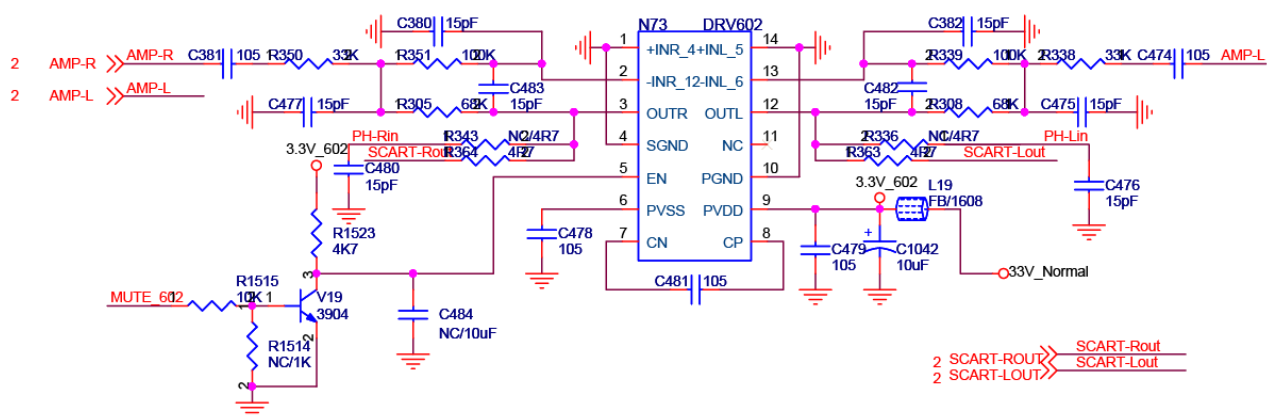 C380 15pF N73 DRV602 C382 15pF
2 AMP-R AMP-R C381 105 R350 33K R351 100K 1 +INR_4 +INL_5 14 R339 100K R338 33K C474 105 AMP-L
2 AMP-L AMP-L C477 15pF C483 15pF 2 -INR_1 2-INL_6 13 C482 15pF C475 15pF
R305 68K 3 OUTR OUTL 12 R308 68K
PH-Rin R343 NC/4R7 4 SGND NC 11 R336 NC/4R7 PH-Lin
SCART-Rout R364 4R7 R363 4R7 SCART-Lout
3.3V_602 C480 15pF 5 EN PGND 10 3.3V_602 L19 FB/1608 C476 15pF
R1523 4K7 6 PVSS PVDD 9
C478 105 7 CN CP 8 C479 105 C1042 10uF
+
C481 105 33V_Normal
MUTE_602 R1515 10K 1 3 V19 3904 2 C484 NC/10uF
R1514 NC/1K 2
2 SCART-ROUT SCART-Rout
2 SCART-LOUT SCART-Lout